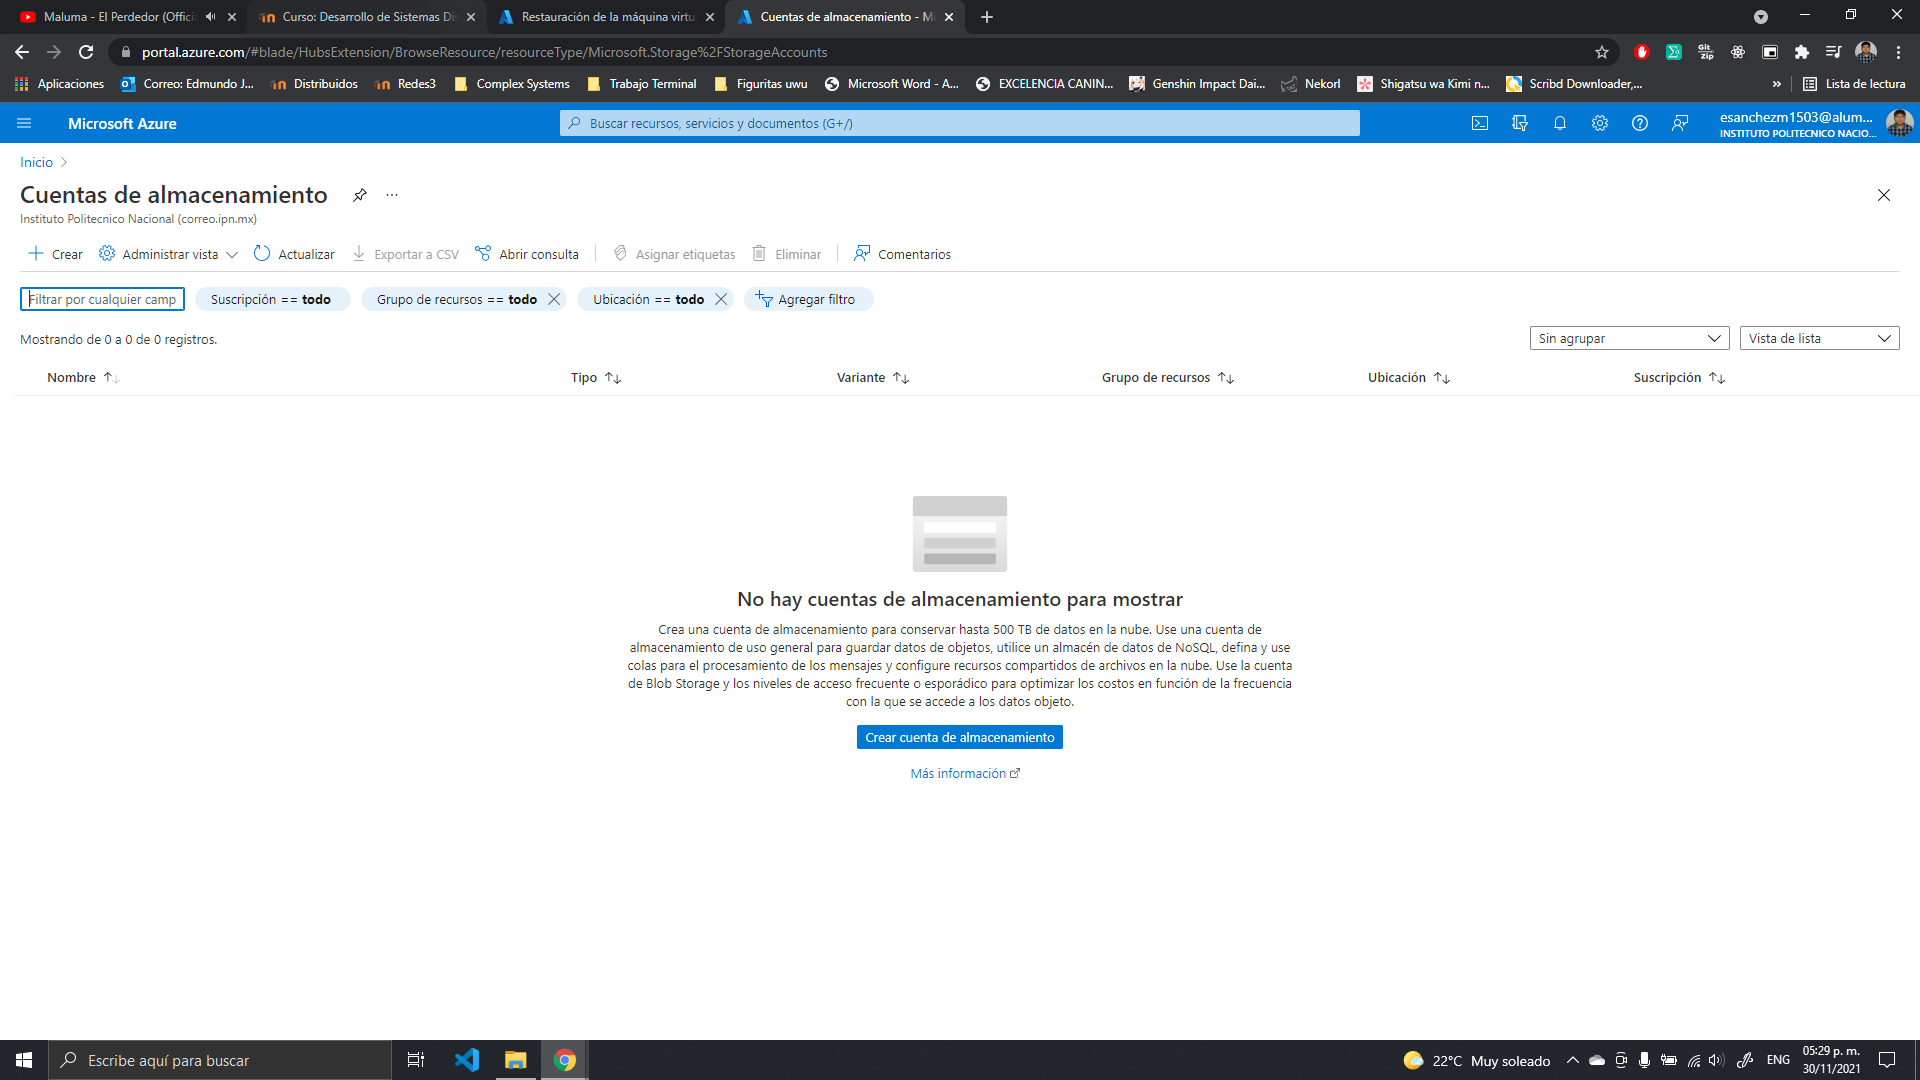 Maluma - El Perdedor (Officia
Curso: Desarrollo de Sistemas Dis
Restauración de la máquina virtu
Cuentas de almacenamiento - Mi
portal.azure.com/#blade/HubsExtension/BrowseResource/resourceType/Microsoft.Storage%2FStorageAccounts
Aplicaciones
Correo: Edmundo J...
Distribuidos
Redes3
Complex Systems
Trabajo Terminal
Figuritas uwu
Microsoft Word - A...
EXCELENCIA CANIN...
Genshin Impact Dai...
Nekorl
Shigatsu wa Kimi n...
Scribd Downloader,...
»
Lista de lectura
Microsoft Azure
Buscar recursos, servicios y documentos (G+/)
esanchezm1503@alum...
INSTITUTO POLITECNICO NACIO...
Inicio
Cuentas de almacenamiento
Instituto Politecnico Nacional (correo.ipn.mx)
Crear
Administrar vista
Actualizar
Exportar a CSV
Abrir consulta
Asignar etiquetas
Eliminar
Comentarios
Filtrar por cualquier camp
Suscripción == todo
Grupo de recursos == todo
Ubicación == todo
Agregar filtro
Mostrando de 0 a 0 de 0 registros.
Sin agrupar
Vista de lista
Nombre
Tipo
Variante
Grupo de recursos
Ubicación
Suscripción
No hay cuentas de almacenamiento para mostrar
Crea una cuenta de almacenamiento para conservar hasta 500 TB de datos en la nube. Use una cuenta de
almacenamiento de uso general para guardar datos de objetos, utilice un almacén de datos de NoSQL, defina y use
colas para el procesamiento de los mensajes y configure recursos compartidos de archivos en la nube. Use la cuenta
de Blob Storage y los niveles de acceso frecuente o esporádico para optimizar los costos en función de la frecuencia
con la que se accede a los datos objeto.
Crear cuenta de almacenamiento
Más información
Escribe aquí para buscar
22°C Muy soleado
ENG
05:29 p. m.
30/11/2021